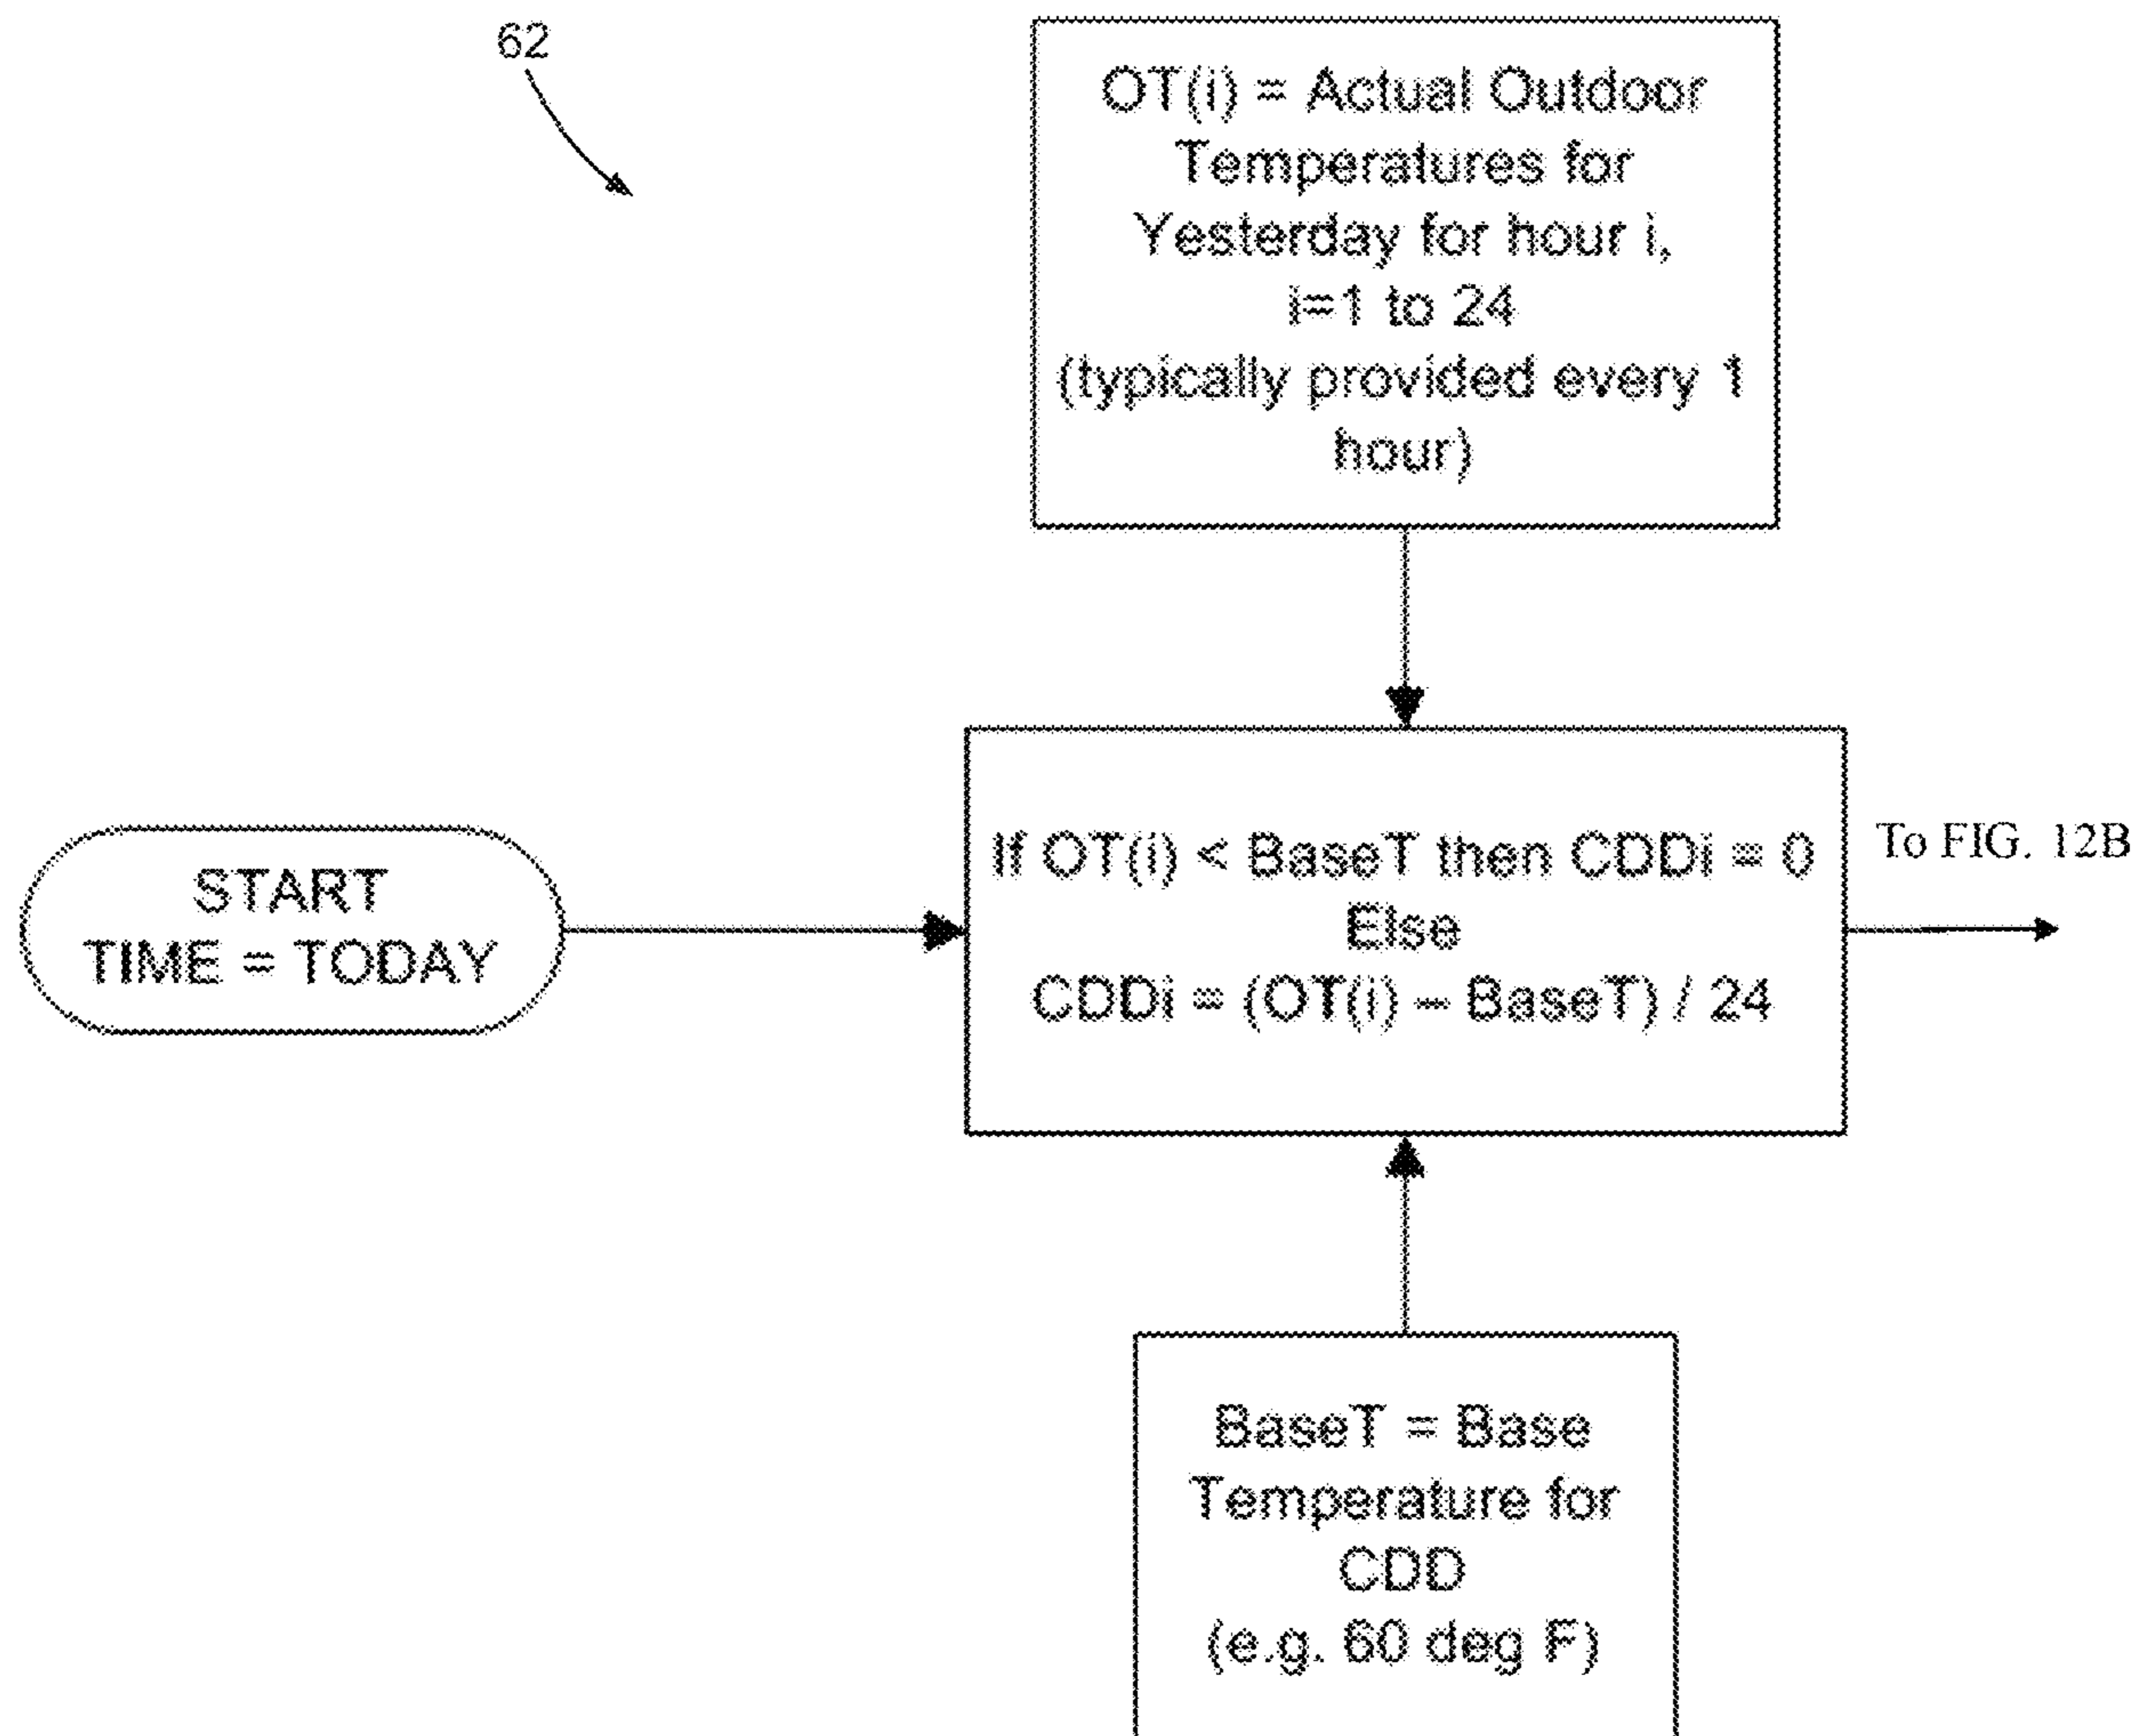 62
OT(i) = Actual Outdoor
Temperatures for
Yesterday for hour i,
i=1 to 24
(typically provided every 1
hour)
START
TIME = TODAY
If OT(i) < BaseT then CDDi = 0
Else
CDDi = (OT(i) – BaseT) / 24
To FIG. 12B
BaseT = Base
Temperature for
CDD
(e.g. 60 deg F)